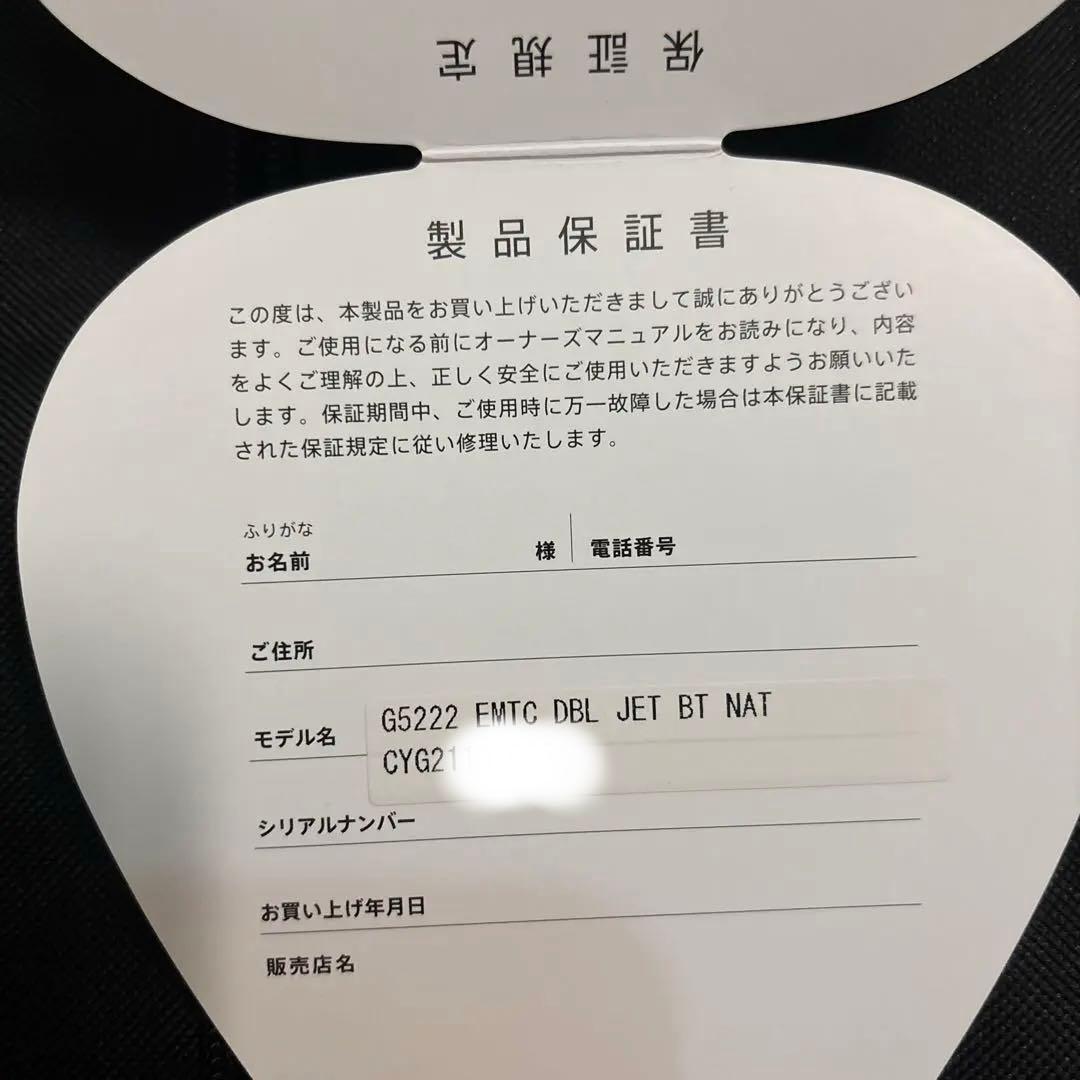 保証規定
製品保証書
この度は、本製品をお買い上げいただきまして誠にありがとうござい
ます。ご使用になる前にオーナーズマニュアルをお読みになり、内容
をよくご理解の上、正しく安全にご使用いただきますようお願いいた
します。保証期間中、ご使用時に万一故障した場合は本保証書に記載
された保証規定に従い修理いたします。
ふりがな
お名前 様 電話番号
ご住所
モデル名 G5222 EMTC DBL JET BT NAT
CYG21
シリアルナンバー
お買い上げ年月日
販売店名